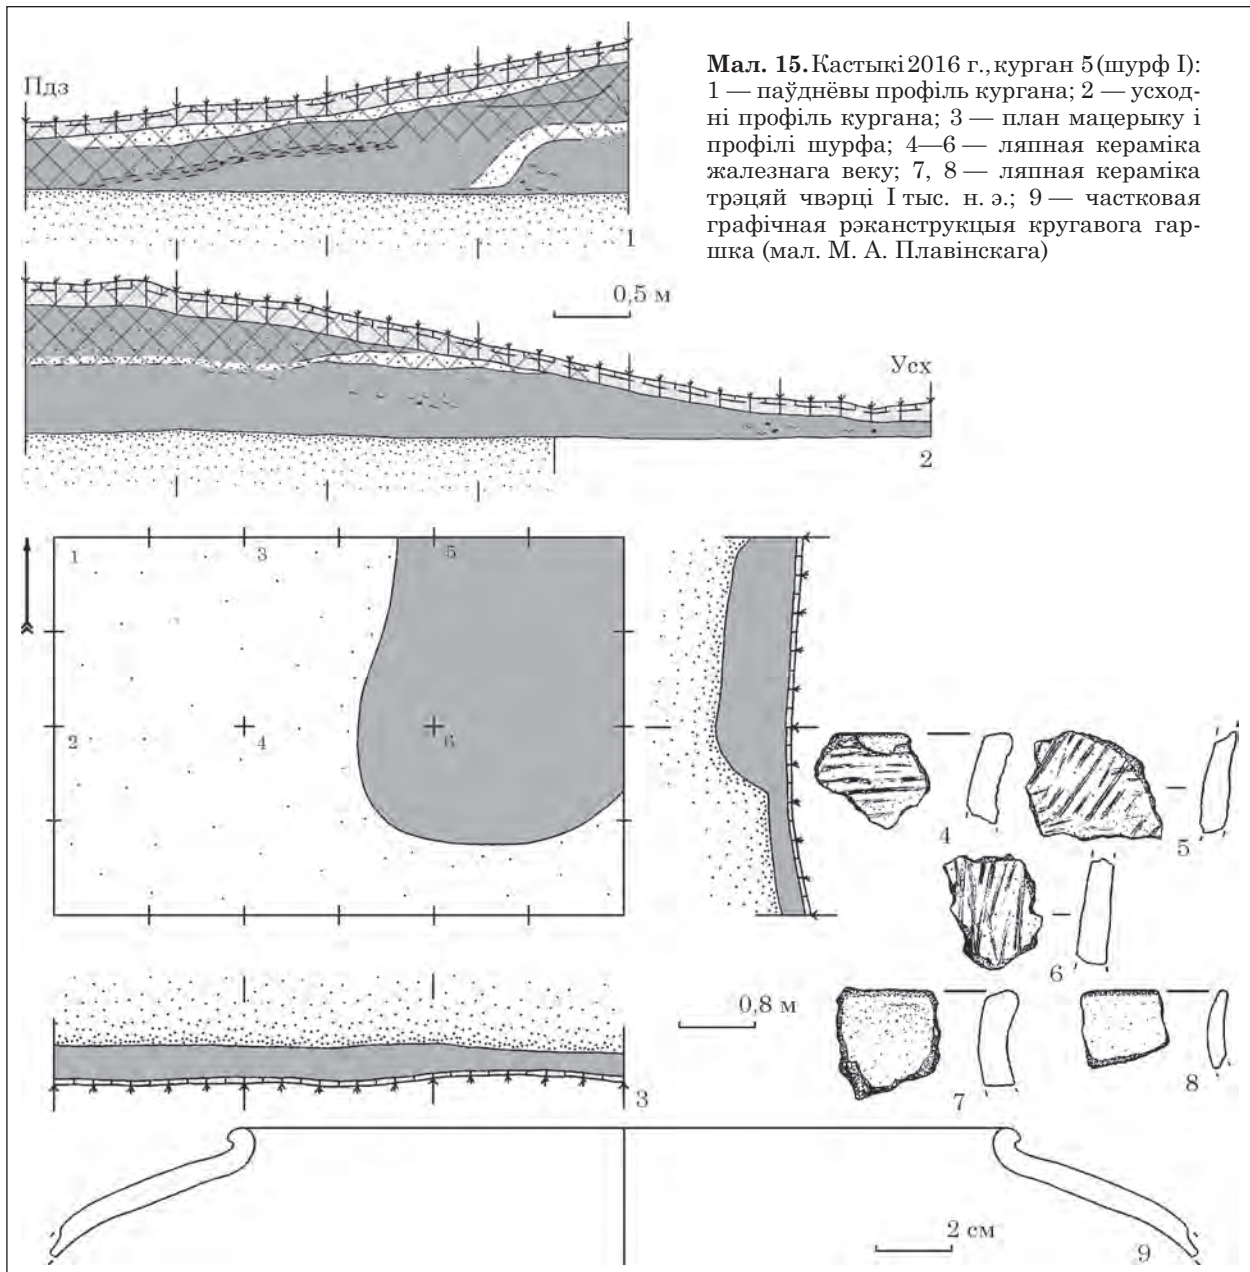 Мал. 15. Кастыкі 2016 г., курган 5 (шурф I):
1 — паўднёвы профіль кургана; 2 — усход-
ні профіль кургана; 3 — план мацерыку і
профілі шурфа; 4—6 — ляпная кераміка
жалезнага веку; 7, 8 — ляпная кераміка
трэцяй чвэрці I тыс. н. э.; 9 — частковая
графічная рэканструкцыя кругавога гар-
шка (мал. М. А. Плавінскага)
Пдз
1
0,5 м
Усх
2
1
3
5
2
4
6
4
5
6
0,8 м
7
8
3
2 см
9